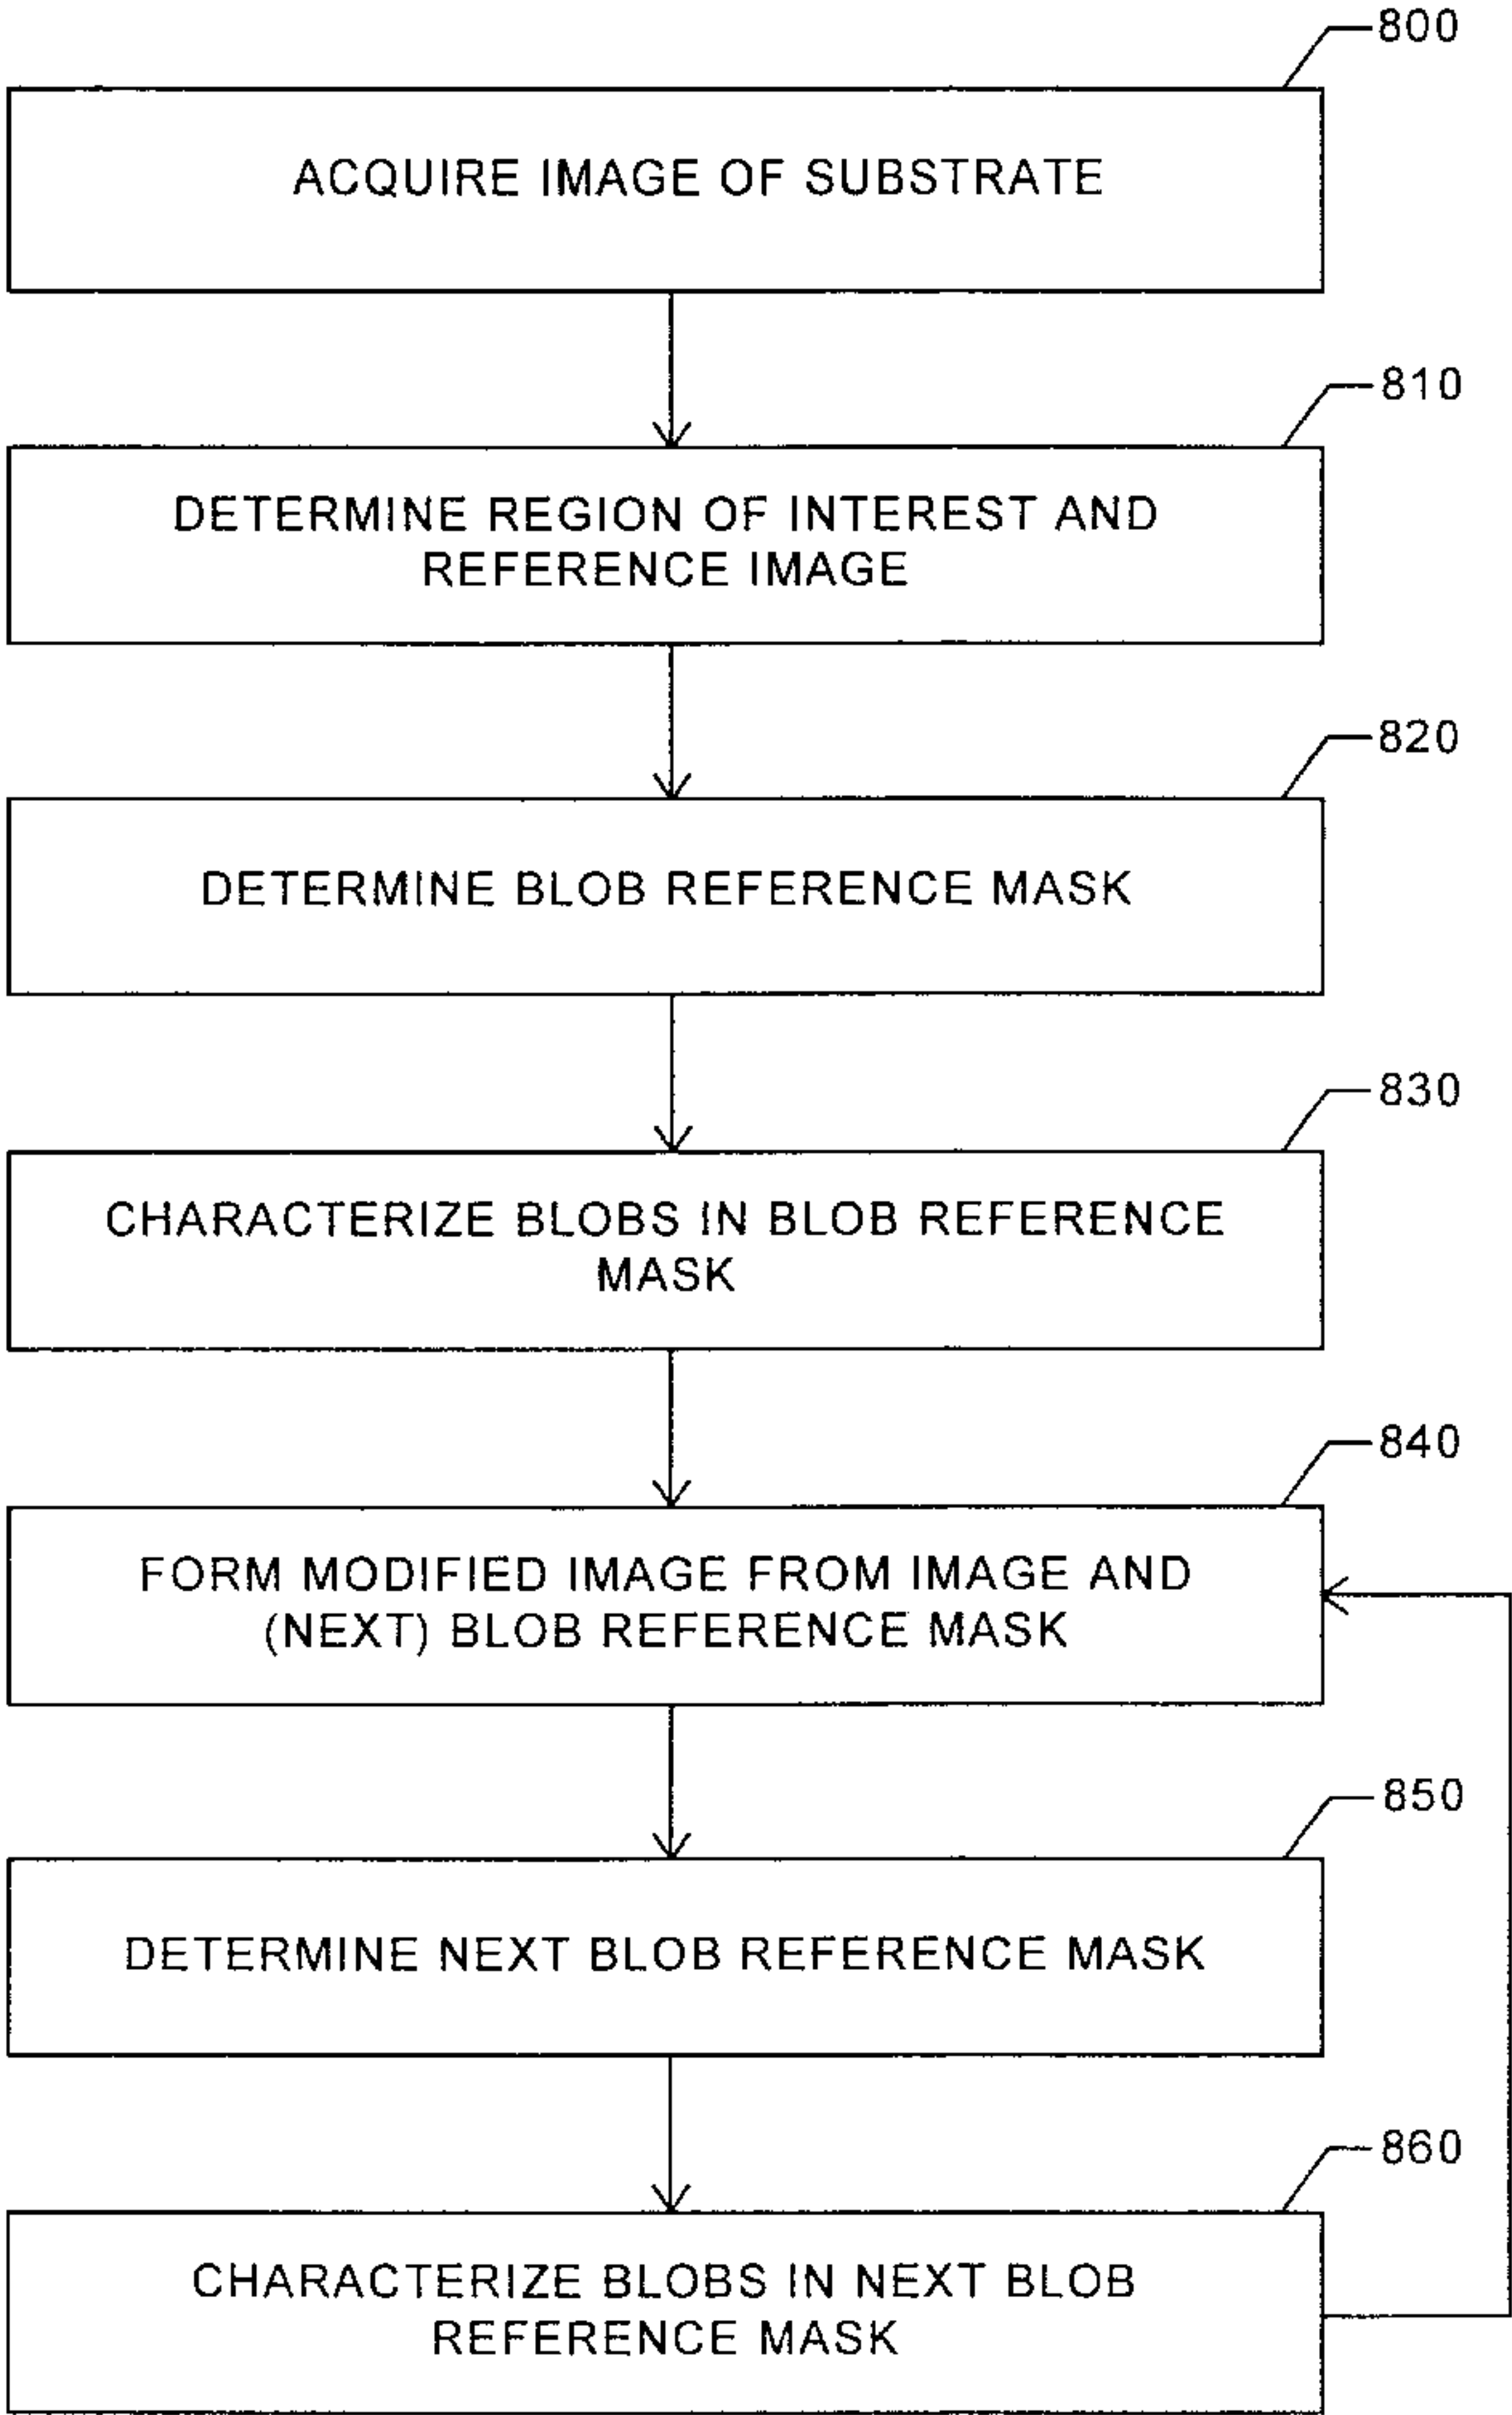 800
ACQUIRE IMAGE OF SUBSTRATE
810
DETERMINE REGION OF INTEREST AND
REFERENCE IMAGE
820
DETERMINE BLOB REFERENCE MASK
830
CHARACTERIZE BLOBS IN BLOB REFERENCE
MASK
840
FORM MODIFIED IMAGE FROM IMAGE AND
(NEXT) BLOB REFERENCE MASK
850
DETERMINE NEXT BLOB REFERENCE MASK
860
CHARACTERIZE BLOBS IN NEXT BLOB
REFERENCE MASK